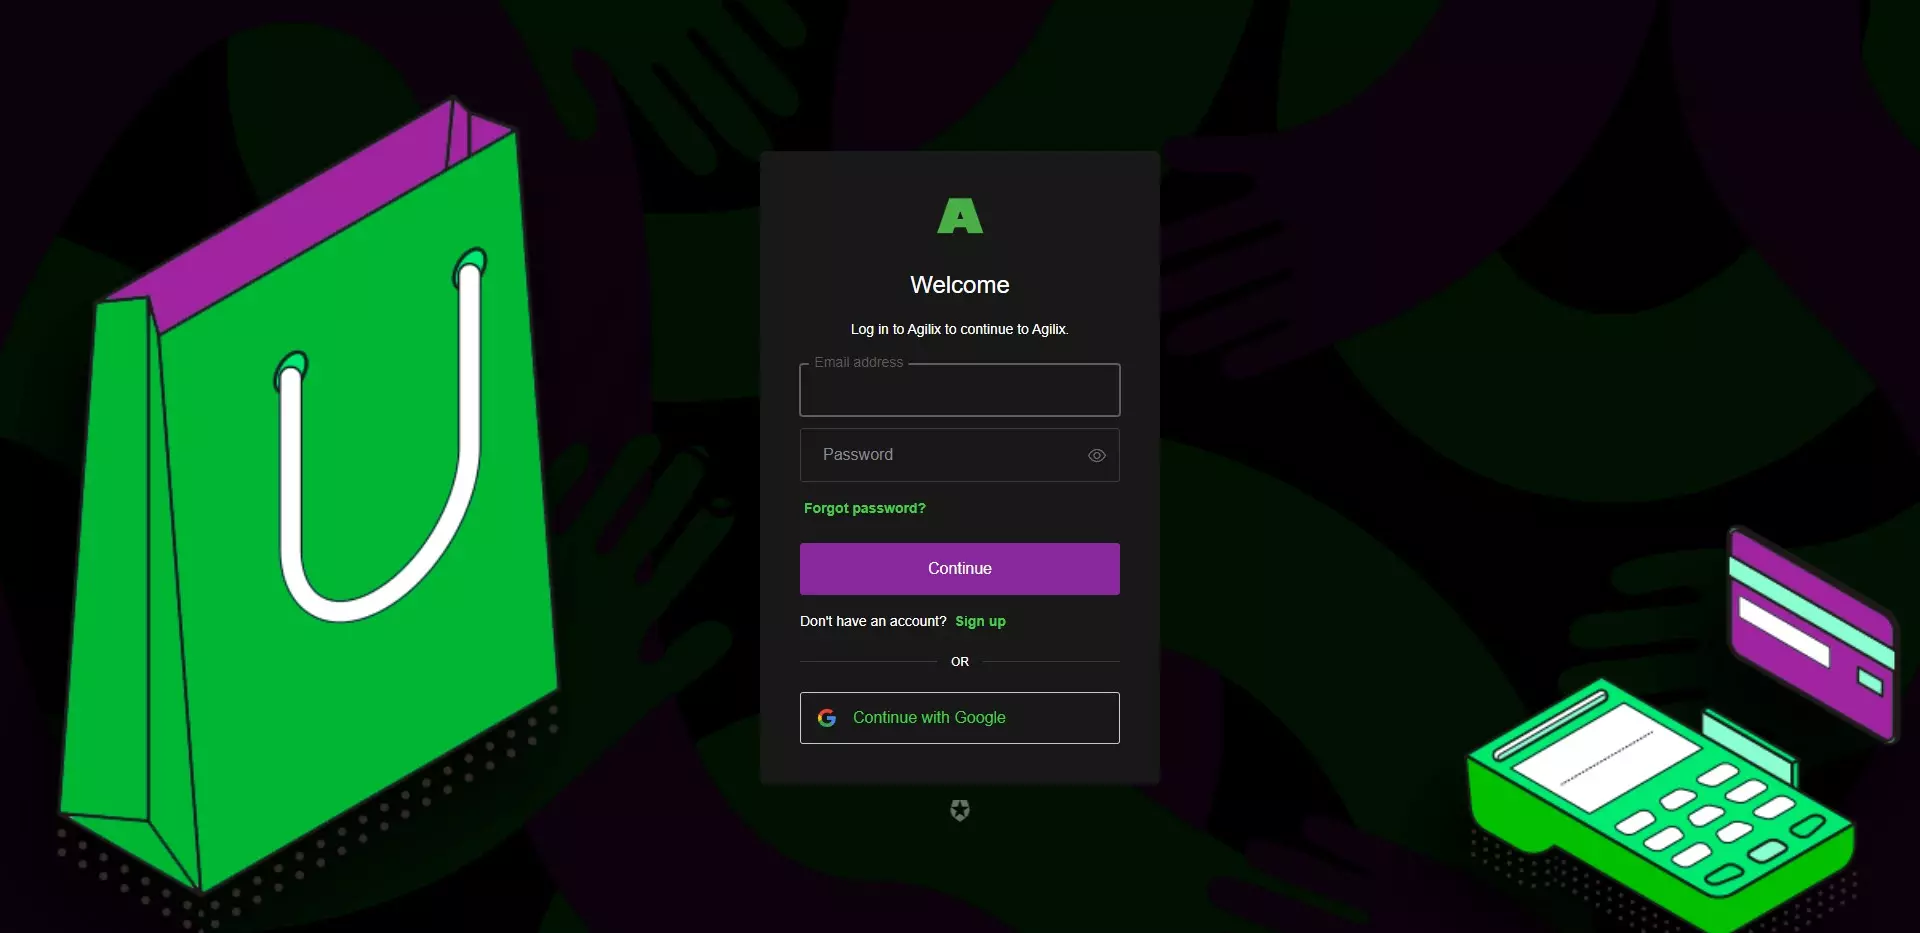 A
Welcome
Log in to Agilix to continue to Agilix.
Email address
Password
Forgot password?
Continue
Don't have an account? Sign up
OR
Continue with Google